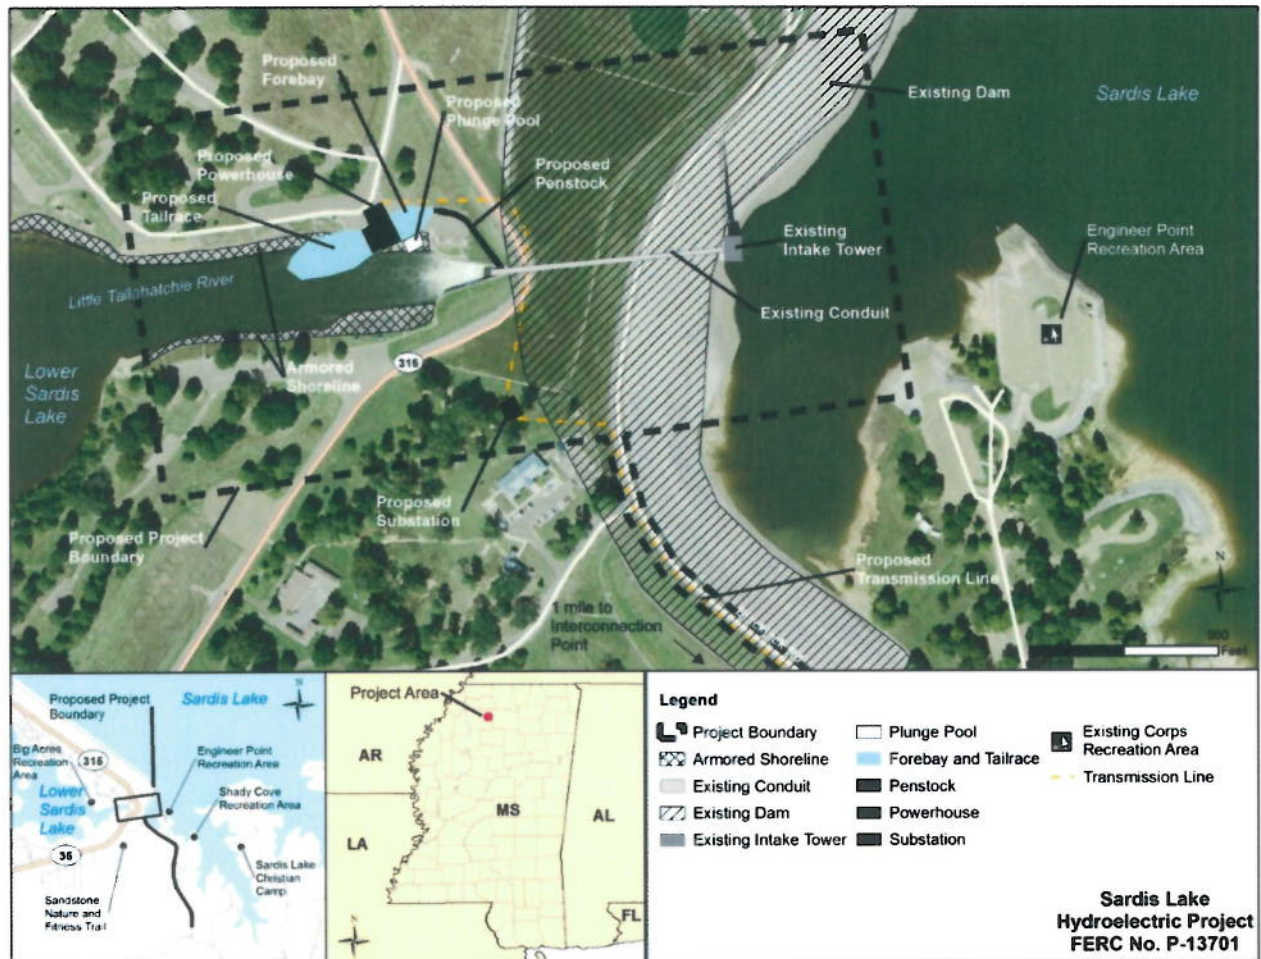 Proposed
Forebay
Proposed
Plunge Pool
Existing Dam
Sardis Lake
Proposed
Powerhouse
Proposed
Penstock
Proposed
Tailrace
Existing
Intake Tower
Engineer Point
Recreation Area
Little Tallahatchie River
Existing Conduit
316
Armored
Shoreline
Lower
Sardis
Lake
Proposed
Substation
Proposed Project
Boundary
Proposed
Transmission Line
1 mile to
Interconnection
Point
N
500
Feet
Proposed Project
Boundary
Sardis Lake
N
Big Acres
Recreation
Area
315
Engineer Point
Recreation Area
Lower
Sardis
Lake
Shady Cove
Recreation Area
35
Sardis Lake
Christian
Camp
Sandstone
Nature and
Fitness Trail
Project Area
AR
MS
AL
LA
FL
N
Legend
Project Boundary
Armored Shoreline
Existing Conduit
Existing Dam
Existing Intake Tower
Plunge Pool
Forebay and Tailrace
Penstock
Powerhouse
Substation
Existing Corps
Recreation Area
Transmission Line
Sardis Lake
Hydroelectric Project
FERC No. P-13701